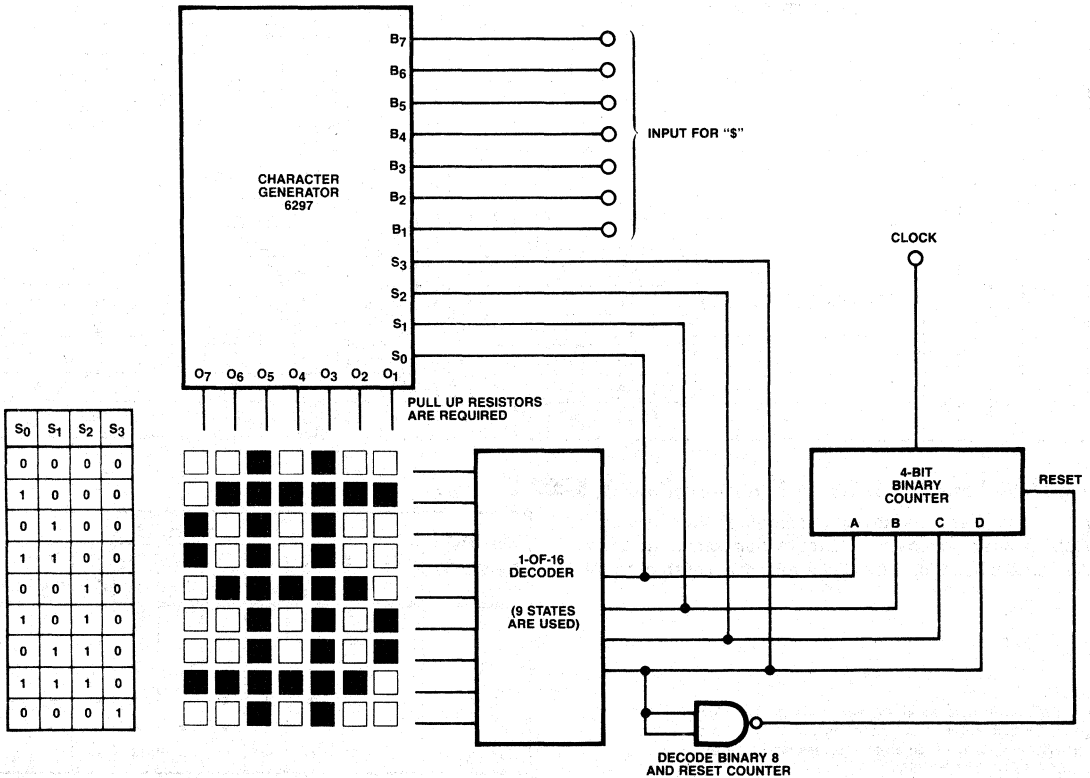 B7
B6
B5
B4
B3
B2
B1
S3
S2
S1
S0
CHARACTER
GENERATOR
6297
INPUT FOR "$"
O7 O6 O5 O4 O3 O2 O1
PULL UP RESISTORS
ARE REQUIRED
CLOCK
4-BIT
BINARY
COUNTER
A B C D
RESET
S0 S1 S2 S3
0 0 0 0
1 0 0 0
0 1 0 0
1 1 0 0
0 0 1 0
1 0 1 0
0 1 1 0
1 1 1 0
0 0 0 1
1-OF-16
DECODER
(9 STATES
ARE USED)
DECODE BINARY 8
AND RESET COUNTER